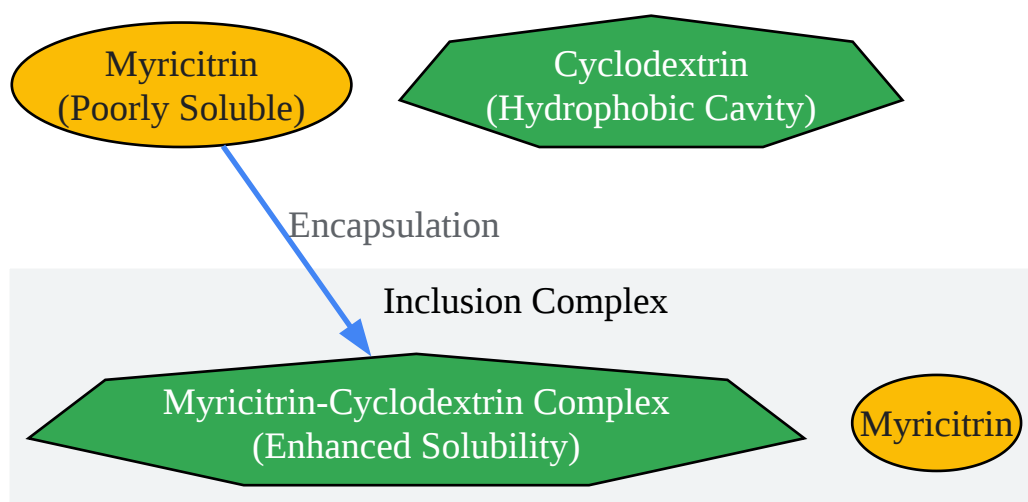 Myricitrin
(Poorly Soluble)
Cyclodextrin
(Hydrophobic Cavity)
Encapsulation
Inclusion Complex
Myricitrin-Cyclodextrin Complex
(Enhanced Solubility)
Myricitrin